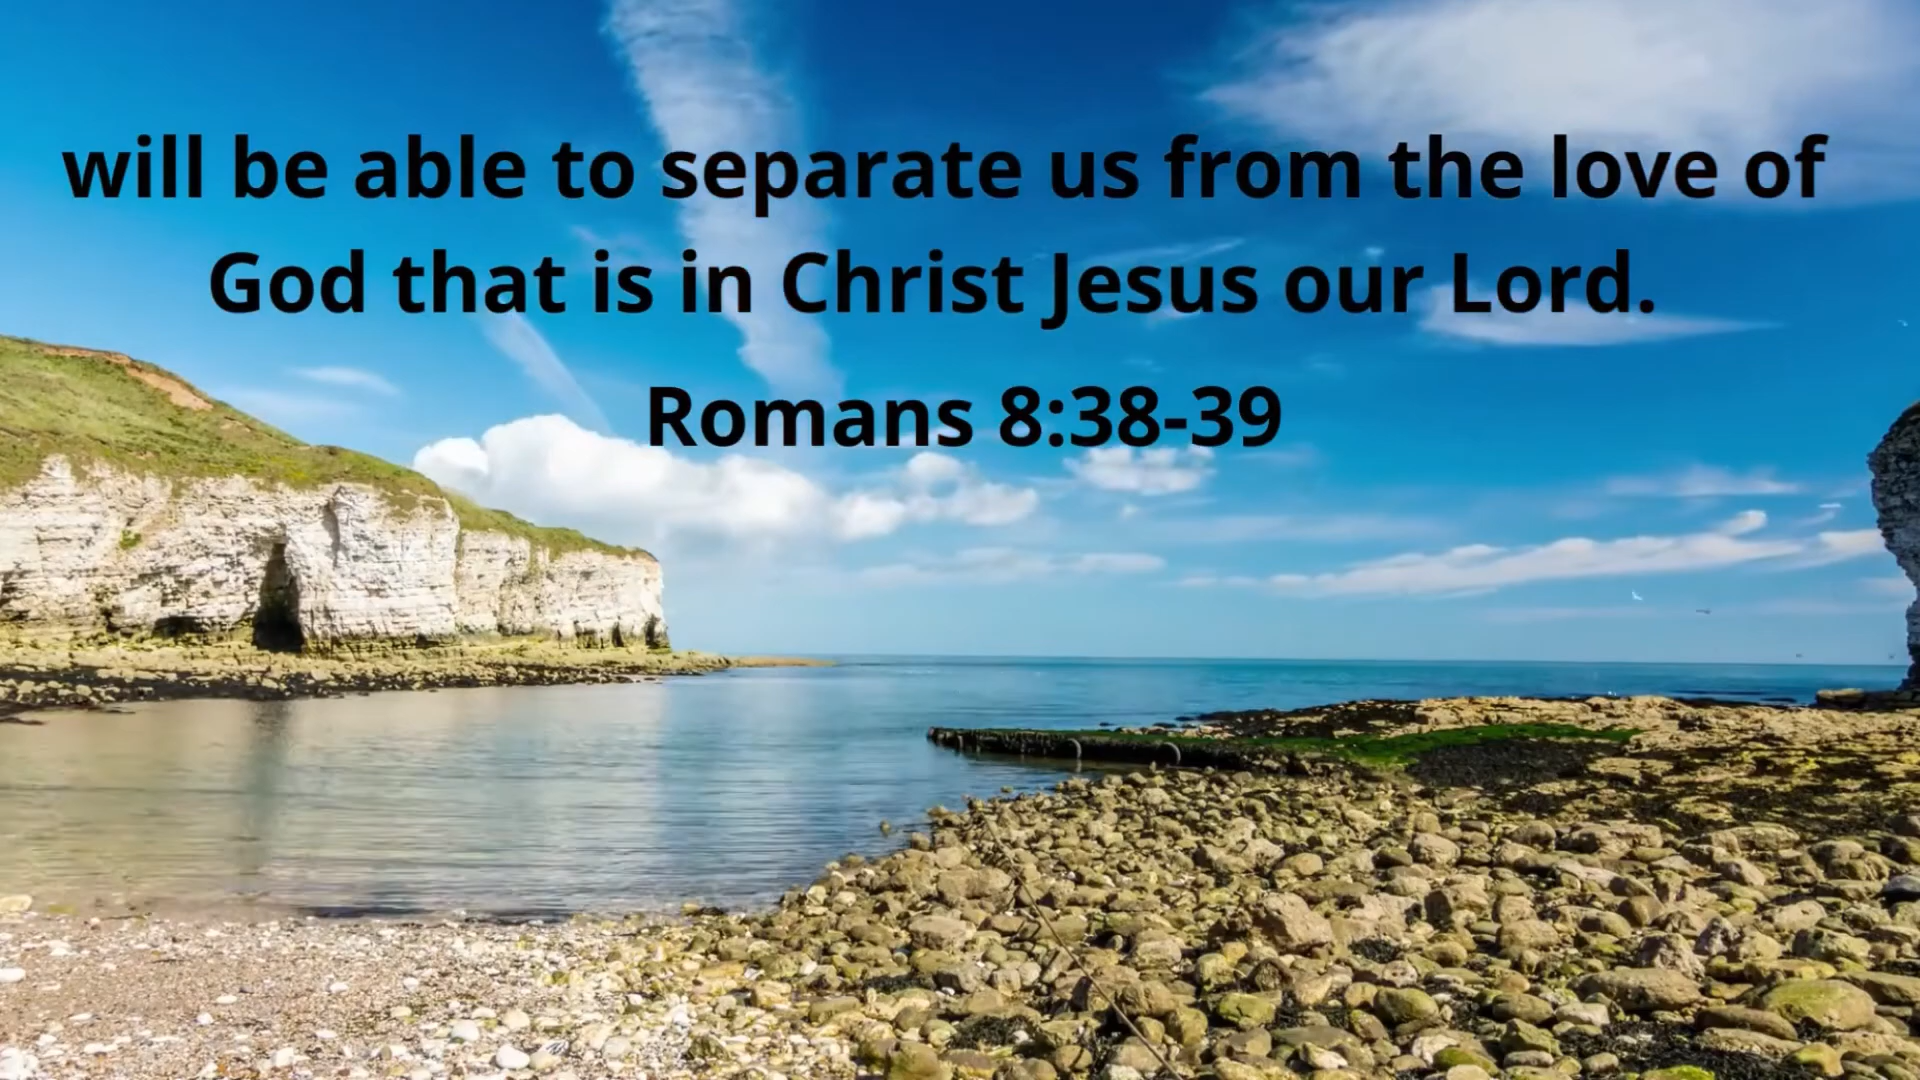 will be able to separate us from the love of
God that is in Christ Jesus our Lord.
Romans 8:38-39